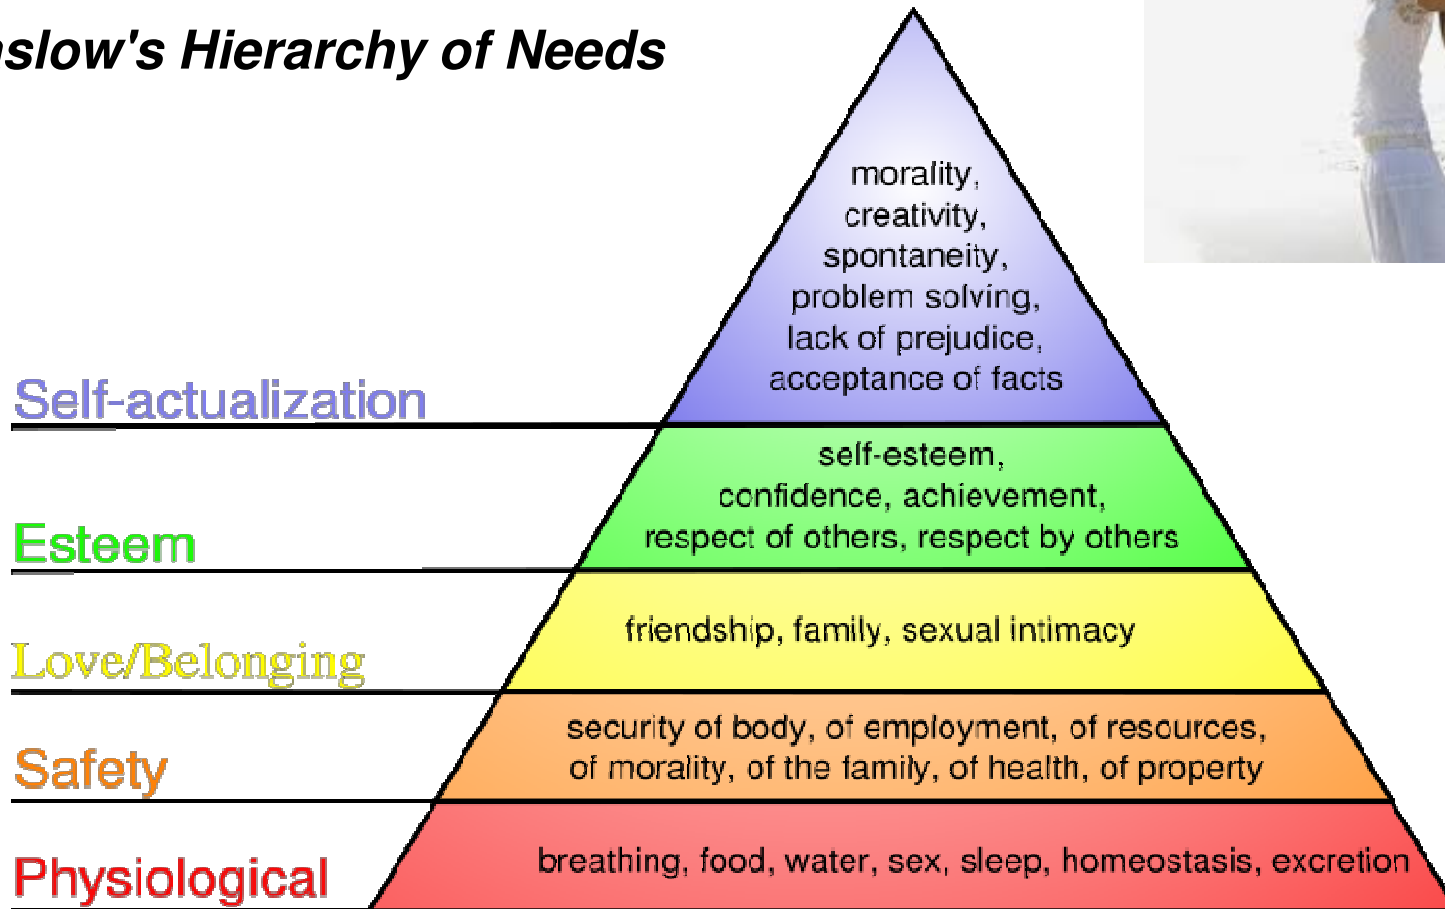 slow's Hierarchy of Needs
morality,
creativity,
spontaneity,
problem solving,
lack of prejudice,
acceptance of facts
Self-actualization
self-esteem,
confidence, achievement,
respect of others, respect by others
Esteem
friendship, family, sexual intimacy
Love/Belonging
security of body, of employment, of resources,
of morality, of the family, of health, of property
Safety
breathing, food, water, sex, sleep, homeostasis, excretion
Physiological